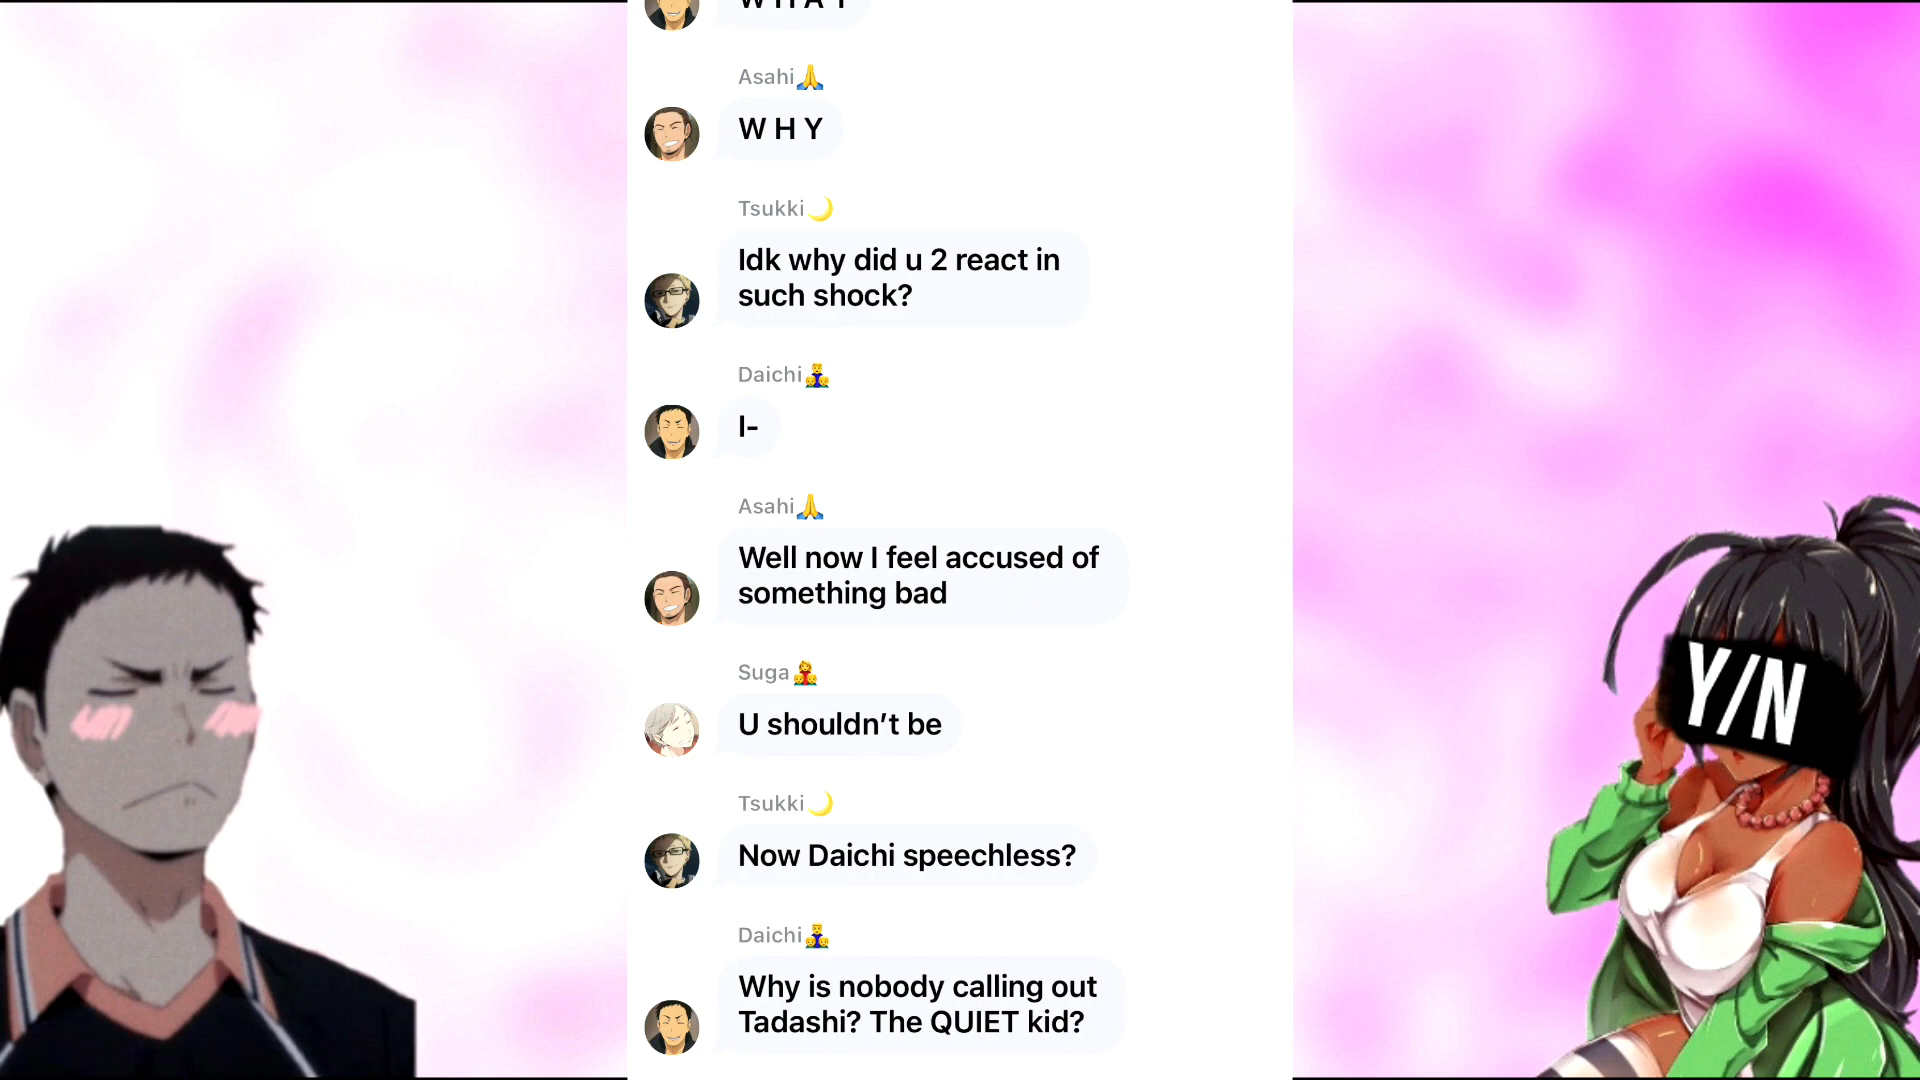 Asahi🙏
W H Y
Tsukki🌙
Idk why did u 2 react in
such shock?
Daichi👨‍👦‍👦
I-
Asahi🙏
Well now I feel accused of
something bad
Suga👩‍👦‍👦
U shouldn’t be
Tsukki🌙
Now Daichi speechless?
Daichi👨‍👦‍👦
Why is nobody calling out
Tadashi? The QUIET kid?
Y/N